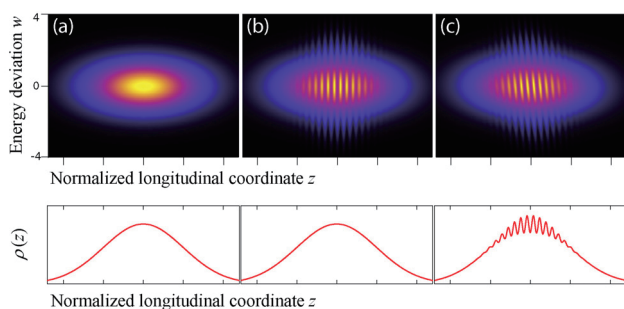 (a) (b) (c)
Energy deviation w
4
0
-4
Normalized longitudinal coordinate z
ρ(z)
Normalized longitudinal coordinate z